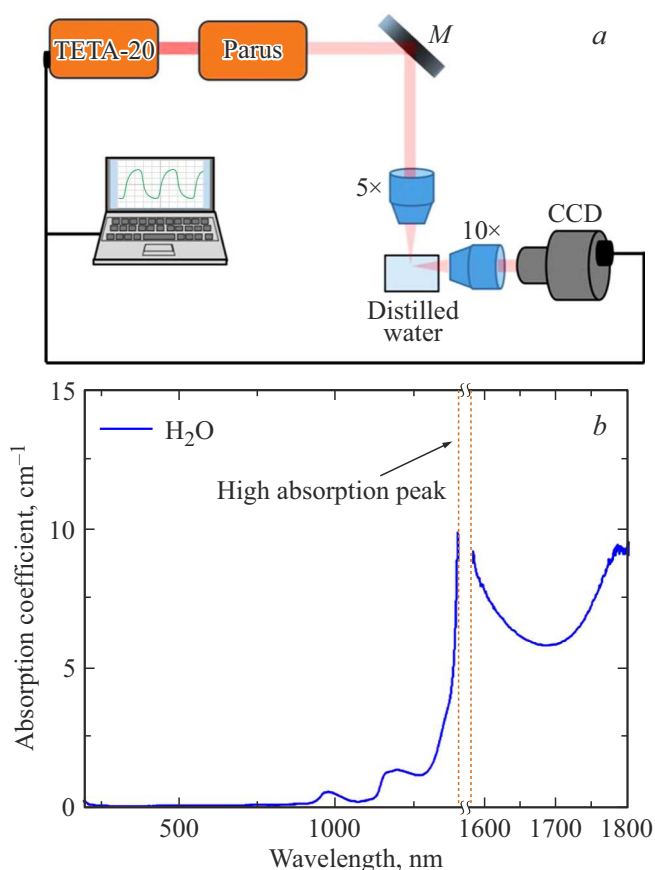 TETA-20
Parus
M
a
5×
10×
CCD
Distilled
water
15
H₂O
b
High absorption peak
10
5
0
Absorption coefficient, cm⁻¹
500
1000
1600
1700
1800
Wavelength, nm